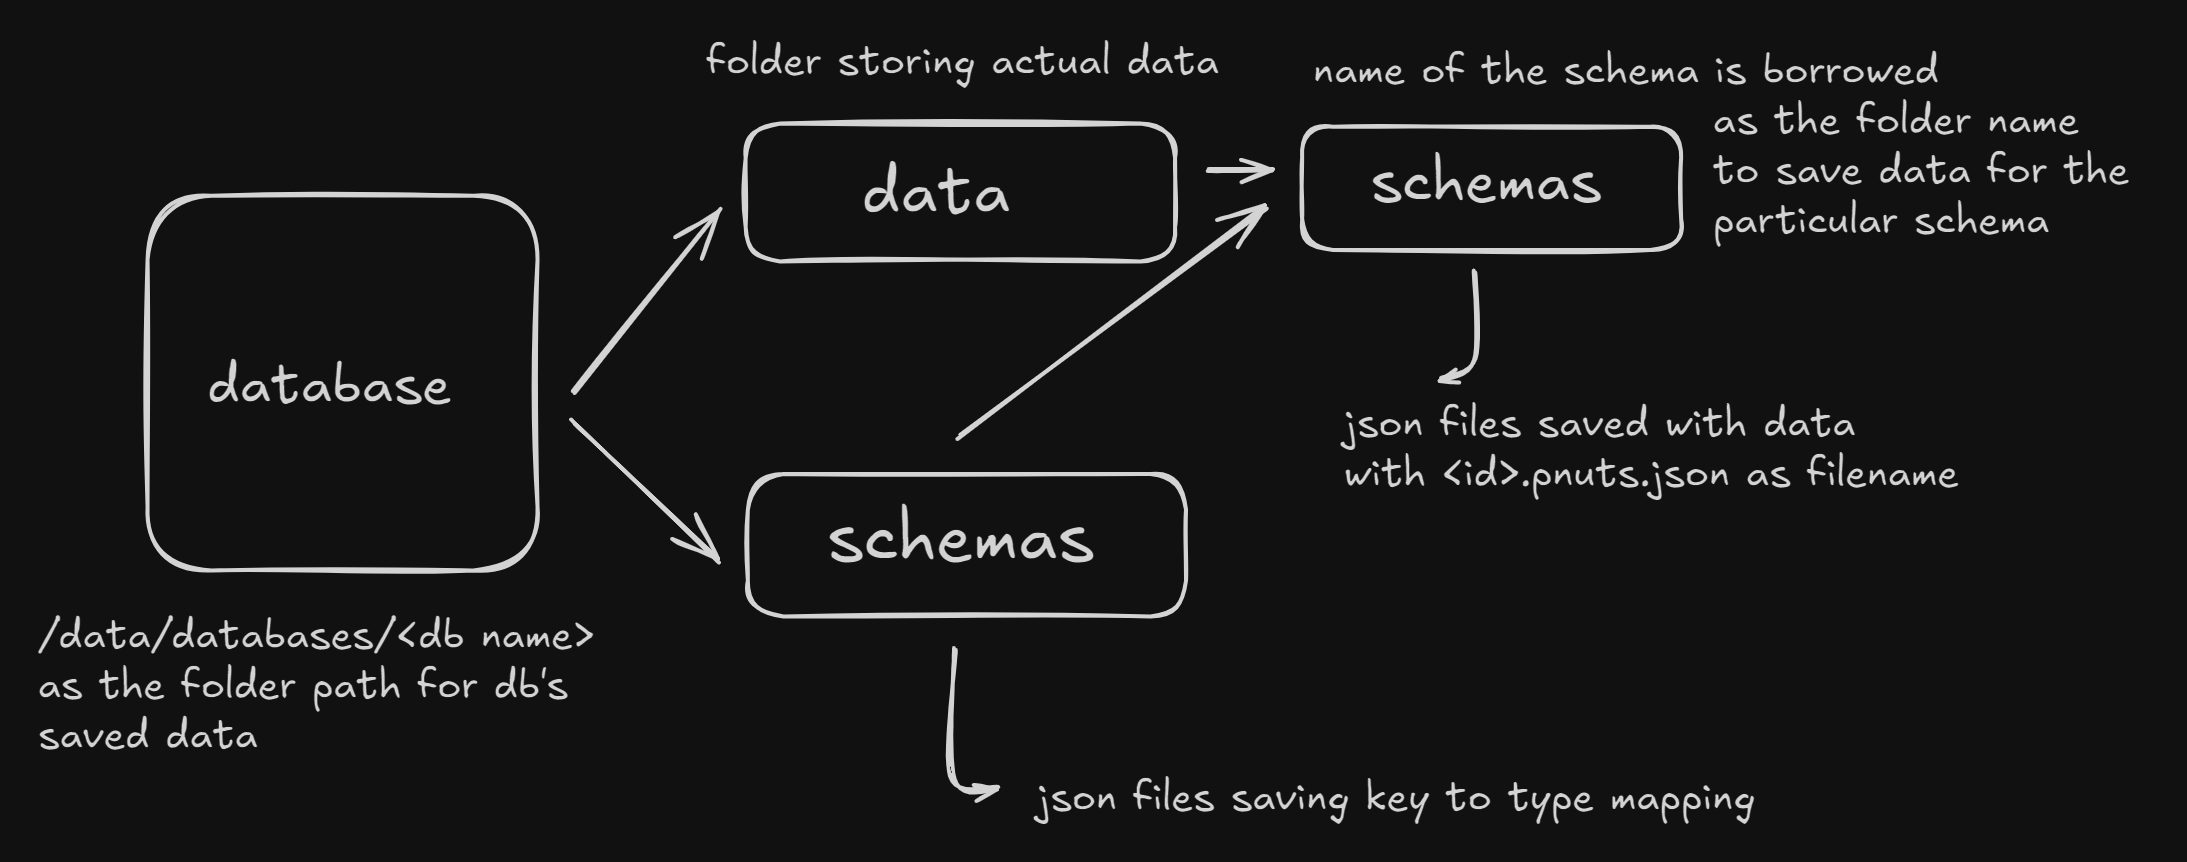 folder storing actual data
name of the schema is borrowed
as the folder name
to save data for the
particular schema
data
schemas
database
json files saved with data
with <id>.pnuts.json as filename
schemas
/data/databases/<db name>
as the folder path for db's
saved data
json files saving key to type mapping